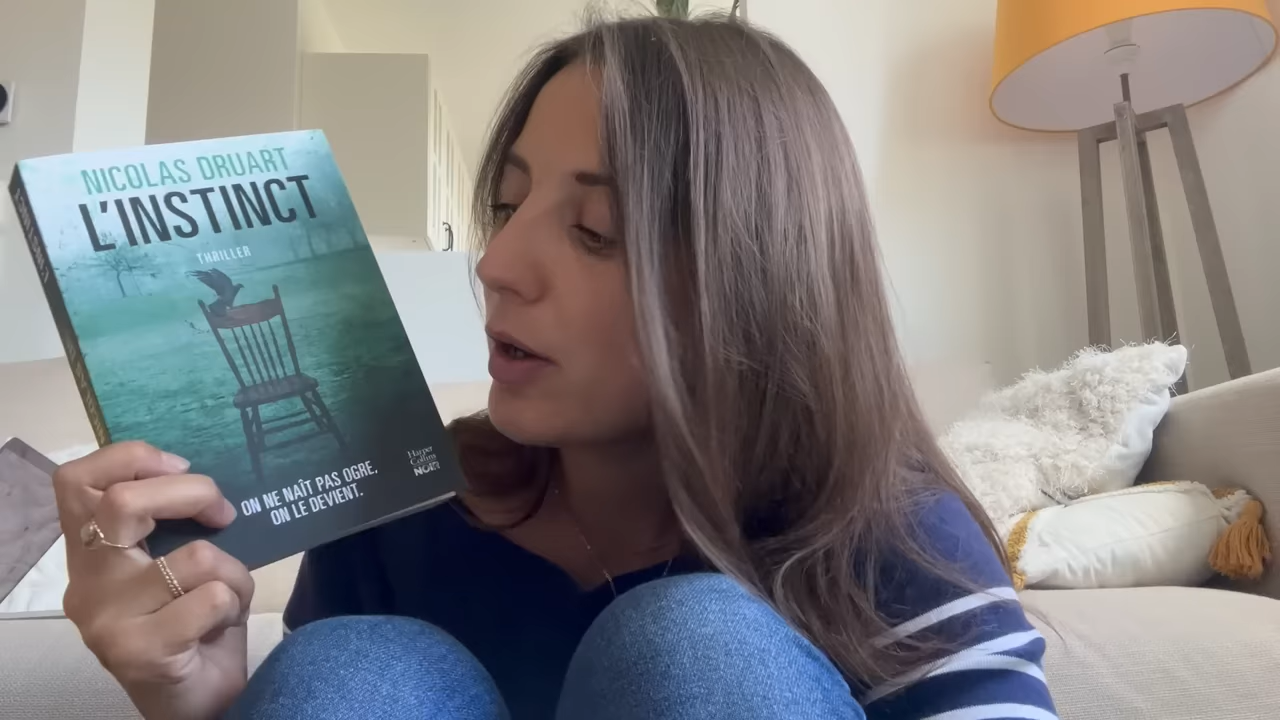 NICOLAS DRUART
L'INSTINCT
THRILLER
ON NE NAÎT PAS OGRE.
ON LE DEVIENT.
Harper
Collins
NOIR